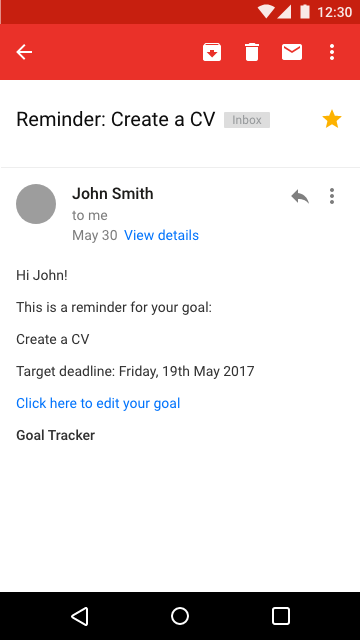 12:30
Reminder: Create a CV Inbox
John Smith
to me
May 30 View details
Hi John!
This is a reminder for your goal:
Create a CV
Target deadline: Friday, 19th May 2017
Click here to edit your goal
Goal Tracker